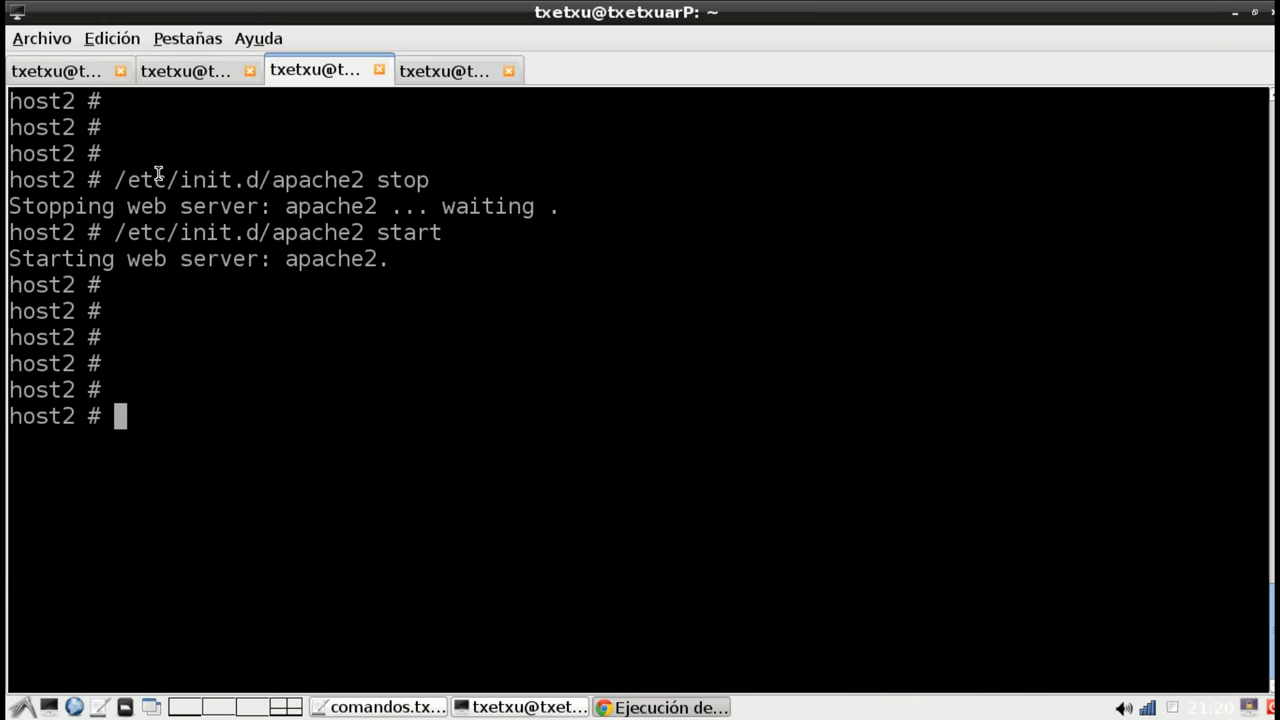 txetxu@txetxuarP: ~
Archivo Edición Pestañas Ayuda
txetxu@t... txetxu@t... txetxu@t... txetxu@t...
host2 #
host2 #
host2 #
host2 # /etc/init.d/apache2 stop
Stopping web server: apache2 ... waiting .
host2 # /etc/init.d/apache2 start
Starting web server: apache2.
host2 #
host2 #
host2 #
host2 #
host2 #
host2 #
comandos.tx... txetxu@txet... Ejecución de... 21:20